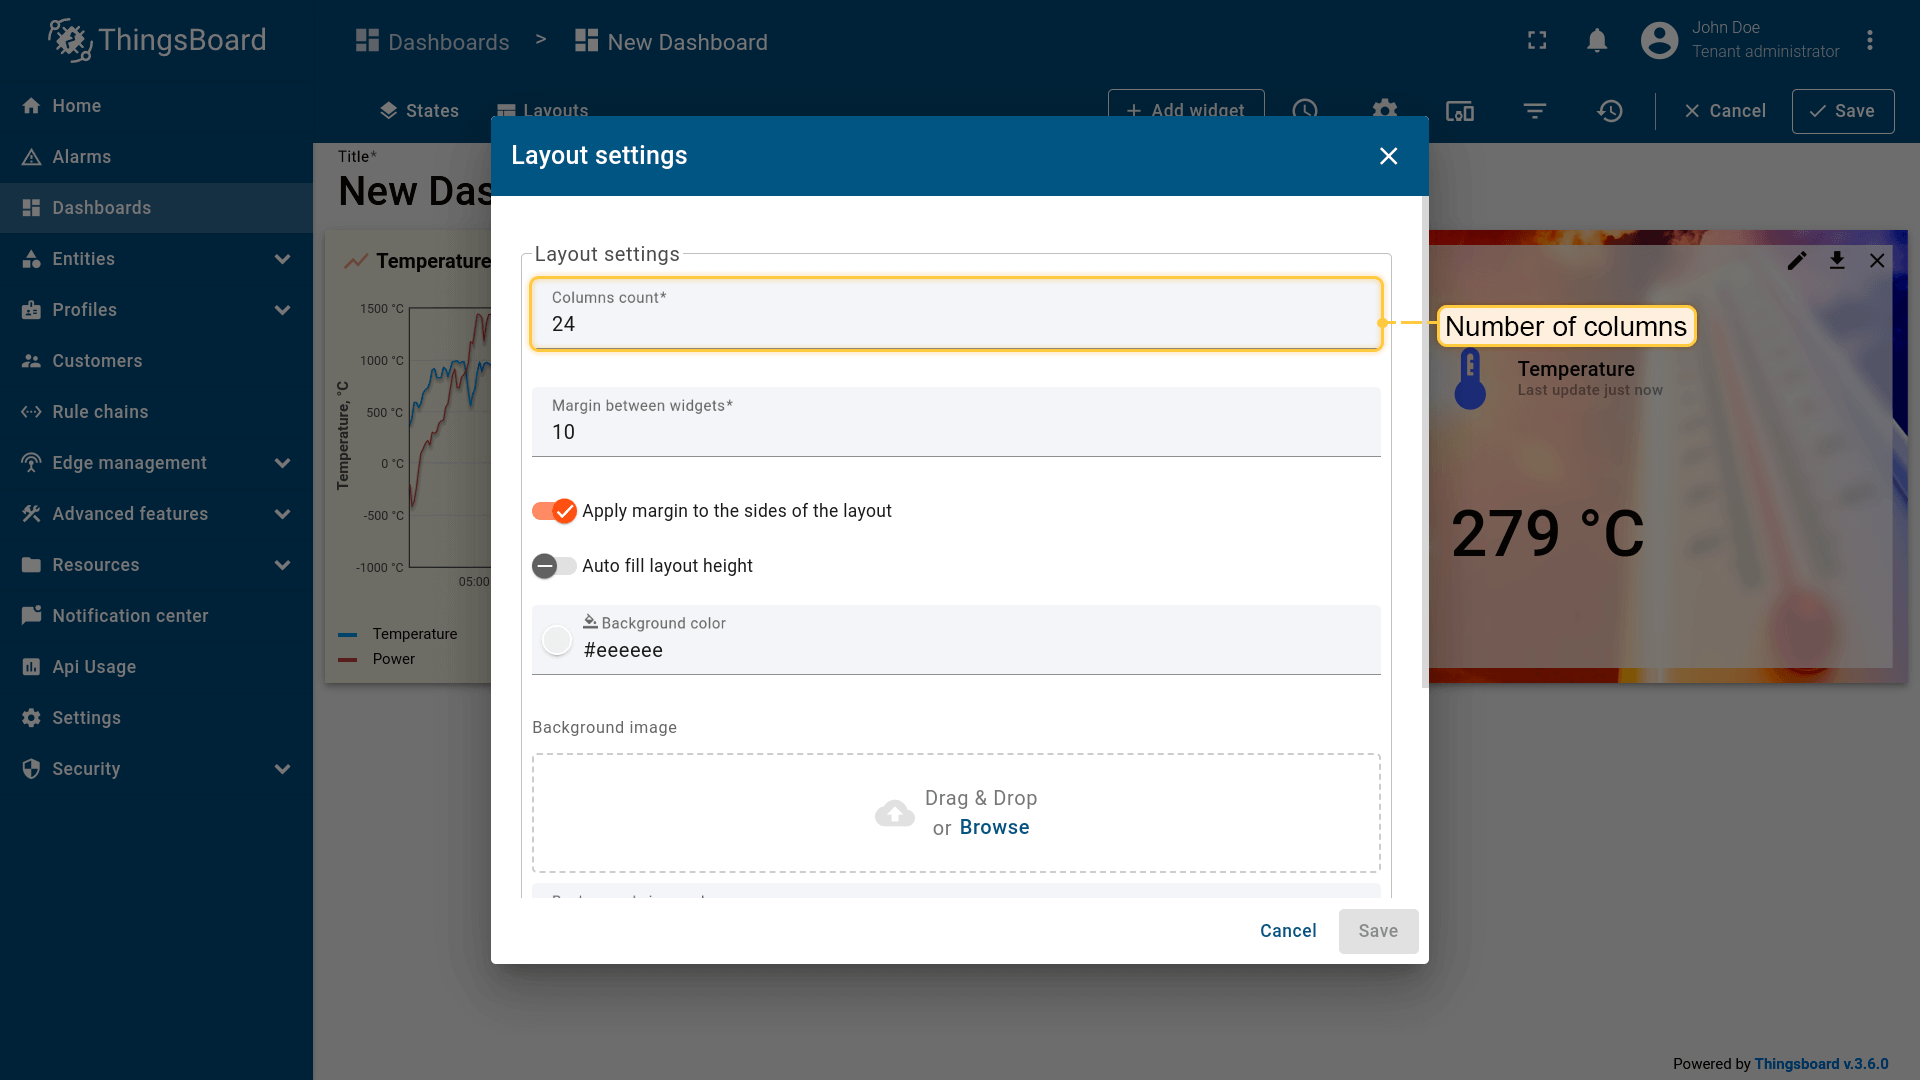 ThingsBoard
Dashboards > New Dashboard
John Doe
Tenant administrator
Home
Alarms
Dashboards
Entities
Profiles
Customers
Rule chains
Edge management
Advanced features
Resources
Notification center
Api Usage
Settings
Security
States
Layouts
+ Add widget
Cancel
Save
Title*
New Das
Temperature
1500 °C
1000 °C
500 °C
0 °C
-500 °C
-1000 °C
Temperature, °C
05:00
Temperature
Power
Layout settings
Layout settings
Columns count*
24
Margin between widgets*
10
Apply margin to the sides of the layout
Auto fill layout height
Background color
#eeeeee
Background image
Drag & Drop
or Browse
Cancel
Save
Number of columns
Temperature
Last update just now
279 °C
Powered by Thingsboard v.3.6.0